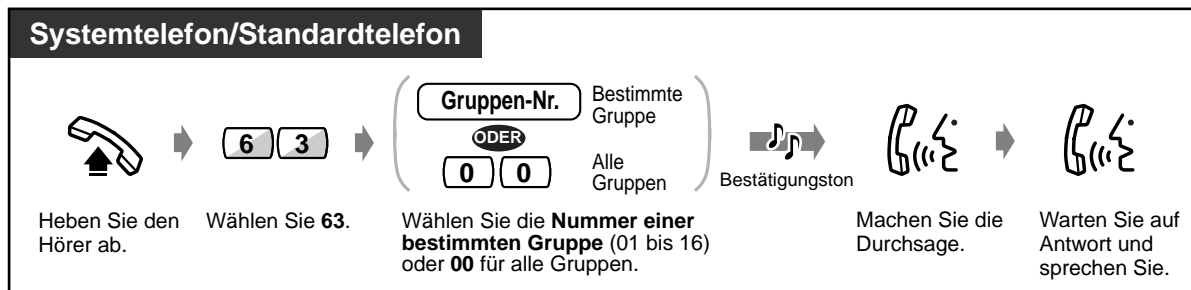 Systemtelefon/Standardtelefon
Gruppen-Nr.
Bestimmte
Gruppe
ODER
6 3
0 0
Alle
Gruppen
Bestätigungston
Heben Sie den
Hörer ab.
Wählen Sie 63.
Wählen Sie die Nummer einer
bestimmten Gruppe (01 bis 16)
oder 00 für alle Gruppen.
Machen Sie die
Durchsage.
Warten Sie auf
Antwort und
sprechen Sie.